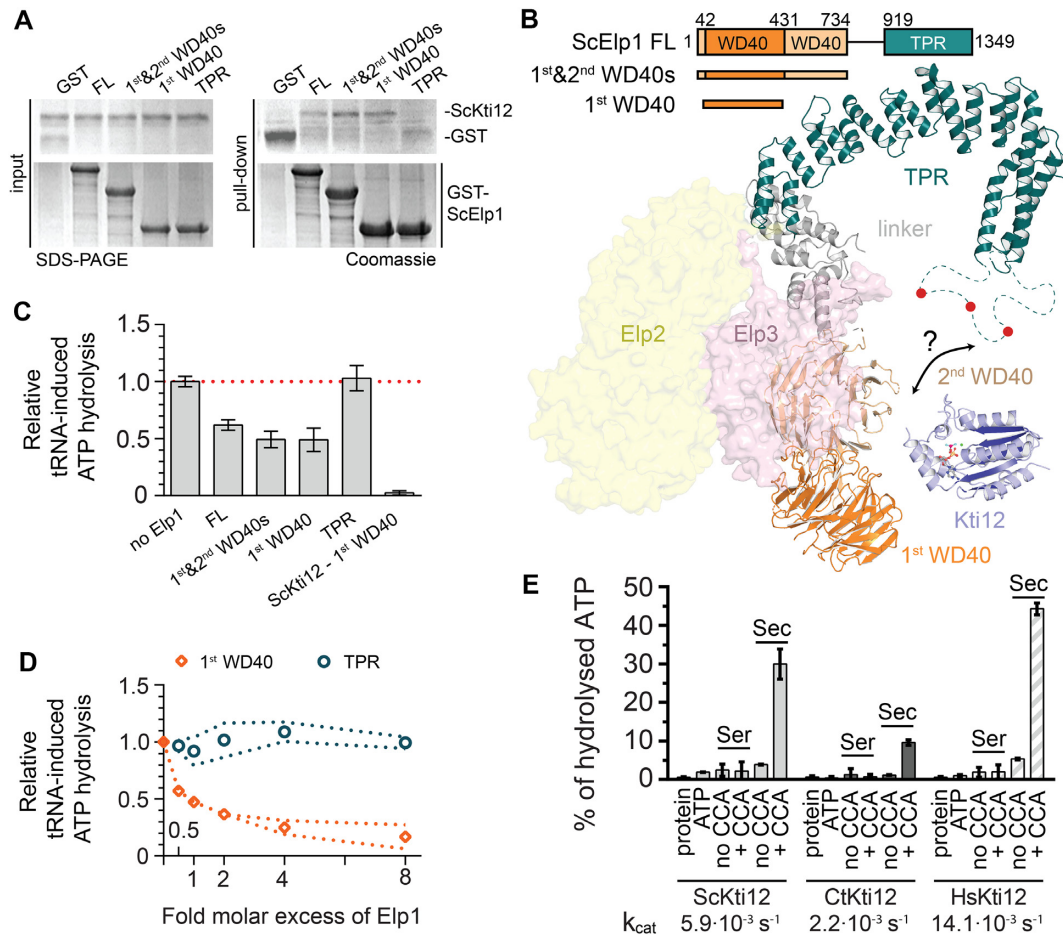 A
GST
FL
1st&2nd WD40s
1st WD40
TPR
GST
FL
1st&2nd WD40s
1st WD40
TPR
input
pull-down
-ScKti12
-GST
GST-
ScElp1
SDS-PAGE
Coomassie
B
42 431 734 919
ScElp1 FL 1 WD40 WD40 TPR 1349
1st&2nd WD40s
1st WD40
TPR
linker
Elp2
Elp3
?
2nd WD40
Kti12
1st WD40
C
Relative
tRNA-induced
ATP hydrolysis
1.5
1.0
0.5
0
no Elp1
FL
1st&2nd WD40s
1st WD40
TPR
ScKti12 - 1st WD40
D
1st WD40 TPR
Relative
tRNA-induced
ATP hydrolysis
1.5
1.0
0.5
0
0.5
1 2 4 8
Fold molar excess of Elp1
E
% of hydrolysed ATP
50
40
30
20
10
0
Ser Sec Ser Sec Ser Sec
protein
ATP
no CCA
+ CCA
no CCA
+ CCA
protein
ATP
no CCA
+ CCA
no CCA
+ CCA
protein
ATP
no CCA
+ CCA
no CCA
+ CCA
ScKti12 CtKti12 HsKti12
kcat 5.9·10⁻³ s⁻¹ 2.2·10⁻³ s⁻¹ 14.1·10⁻³ s⁻¹